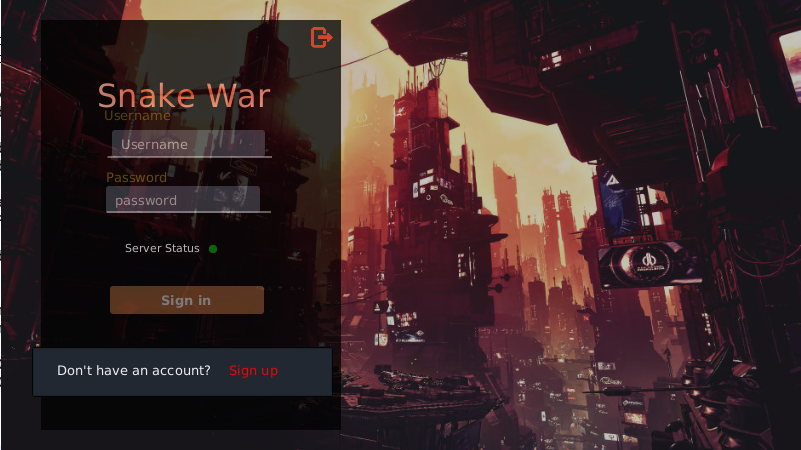 Snake War
Username
Username
Password
password
Server Status
Sign in
Don't have an account? Sign up